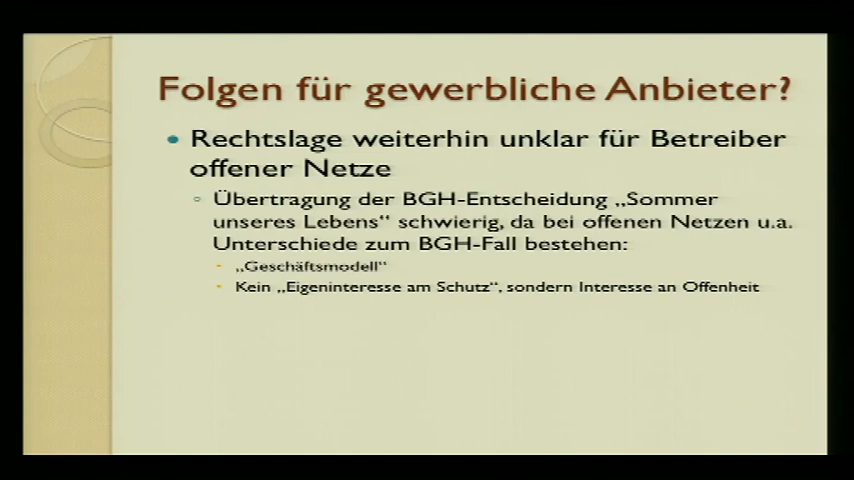 Folgen für gewerbliche Anbieter?
Rechtslage weiterhin unklar für Betreiber
offener Netze
Übertragung der BGH-Entscheidung „Sommer
unseres Lebens“ schwierig, da bei offenen Netzen u.a.
Unterschiede zum BGH-Fall bestehen:
„Geschäftsmodell“
Kein „Eigeninteresse am Schutz“, sondern Interesse an Offenheit